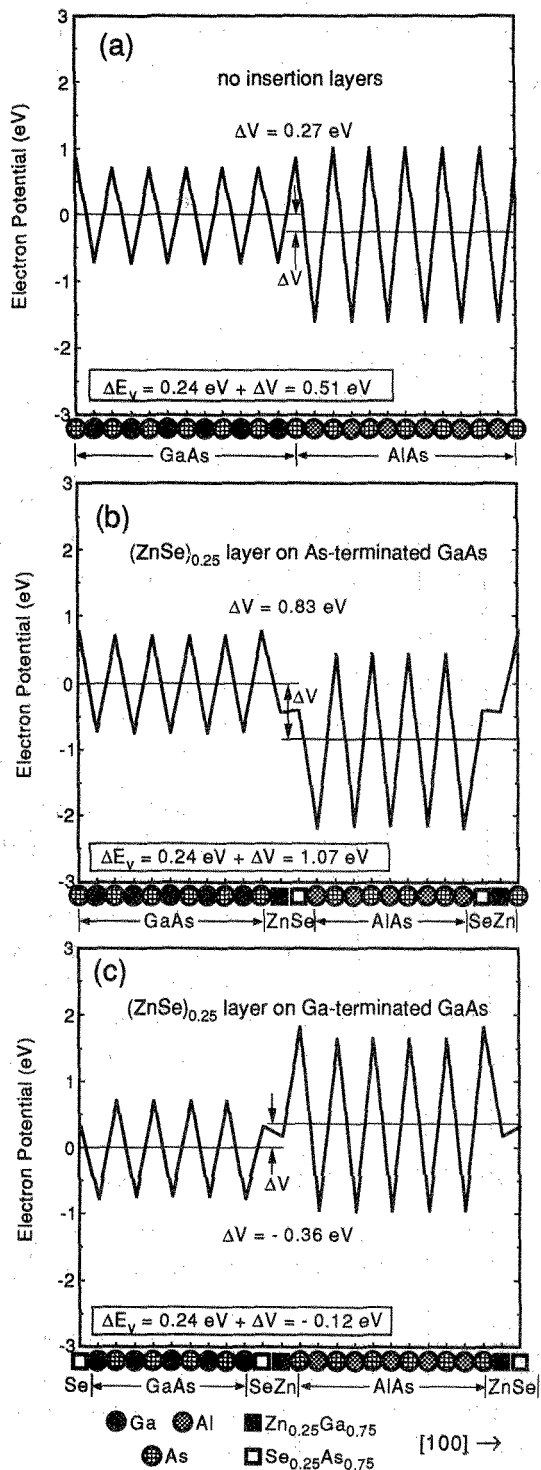 (a)
no insertion layers
ΔV = 0.27 eV
ΔV
ΔE_v = 0.24 eV + ΔV = 0.51 eV
Electron Potential (eV)
3
2
1
0
-1
-2
-3
GaAs
AlAs
(b)
(ZnSe)0.25 layer on As-terminated GaAs
ΔV = 0.83 eV
ΔV
ΔE_v = 0.24 eV + ΔV = 1.07 eV
Electron Potential (eV)
3
2
1
0
-1
-2
-3
GaAs
ZnSe
AlAs
SeZn
(c)
(ZnSe)0.25 layer on Ga-terminated GaAs
ΔV
ΔV = - 0.36 eV
ΔE_v = 0.24 eV + ΔV = - 0.12 eV
Electron Potential (eV)
3
2
1
0
-1
-2
-3
Se
GaAs
SeZn
AlAs
ZnSe
Ga
Al
Zn0.25Ga0.75
As
Se0.25As0.75
[100] →